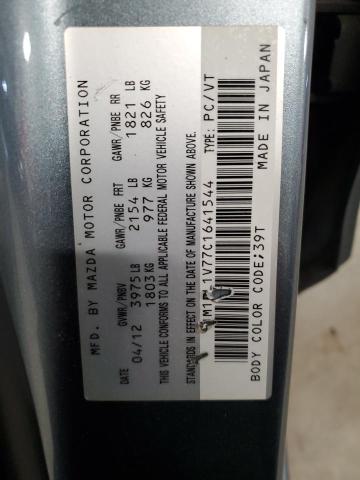 MFD. BY MAZDA MOTOR CORPORATION
GVWR/PNBV GAWR/PNBE FRT GAWR/PNBE RR
DATE 04/12 3975 LB 2154 LB 1821 LB
1803 KG 977 KG 826 KG
THIS VEHICLE CONFORMS TO ALL APPLICABLE FEDERAL MOTOR VEHICLE SAFETY
STANDARDS IN EFFECT ON THE DATE OF MANUFACTURE SHOWN ABOVE.
1V77C1641544 TYPE: PC/VT
BODY COLOR CODE;39T MADE IN JAPAN